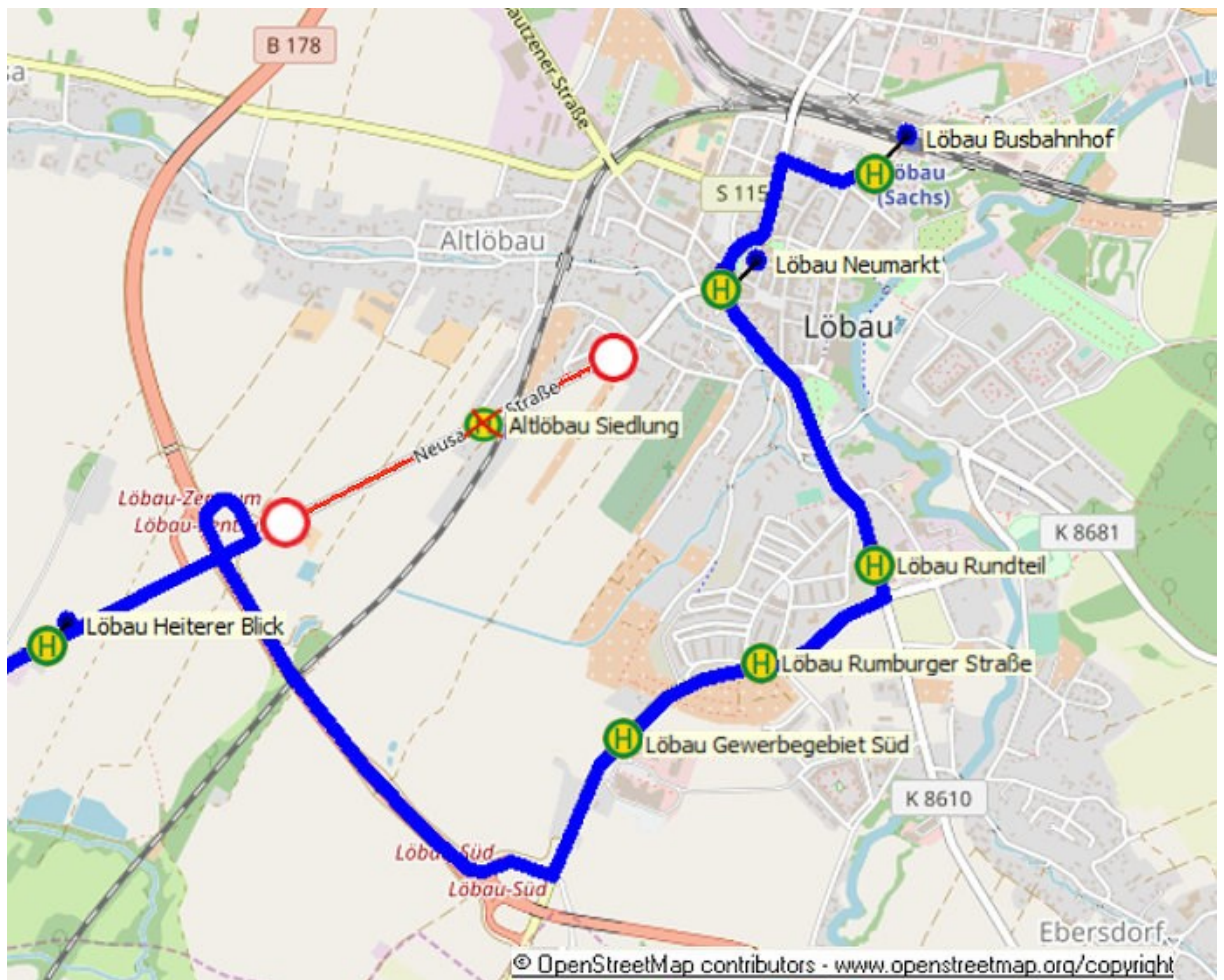 B 178
Bautzener Straße
Löbau Busbahnhof
Löbau
(Sachs)
S 115
Altlöbau
Löbau Neumarkt
Löbau
H
H
H
Altlöbau Siedlung
Straße
Löbau-Zentrum
K 8681
H
Löbau Rundteil
Löbau Heiterer Blick
H
H
Löbau Rumburger Straße
H
Löbau Gewerbegebiet Süd
K 8610
Löbau-Süd
Löbau-Süd
Ebersdorf
© OpenStreetMap contributors - www.openstreetmap.org/copyright